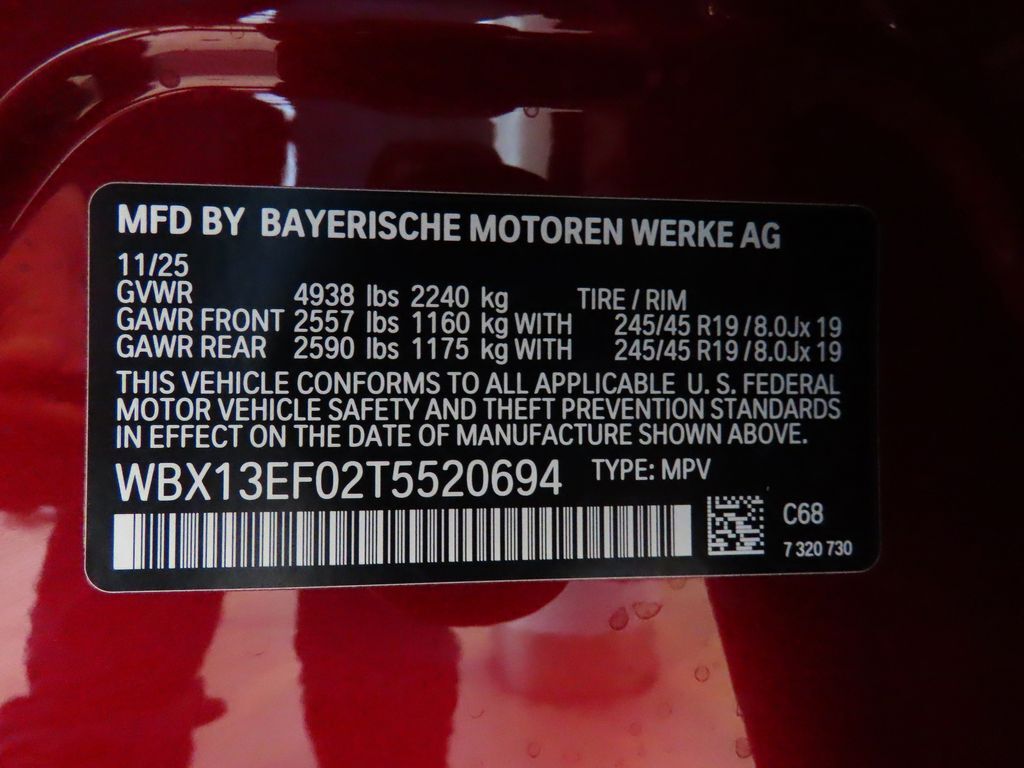 MFD BY BAYERISCHE MOTOREN WERKE AG
11/25
GVWR 4938 lbs 2240 kg TIRE / RIM
GAWR FRONT 2557 lbs 1160 kg WITH 245/45 R19 / 8.0Jx 19
GAWR REAR 2590 lbs 1175 kg WITH 245/45 R19 / 8.0Jx 19
THIS VEHICLE CONFORMS TO ALL APPLICABLE U. S. FEDERAL
MOTOR VEHICLE SAFETY AND THEFT PREVENTION STANDARDS
IN EFFECT ON THE DATE OF MANUFACTURE SHOWN ABOVE.
WBX13EF02T5520694 TYPE: MPV
C68
7 320 730